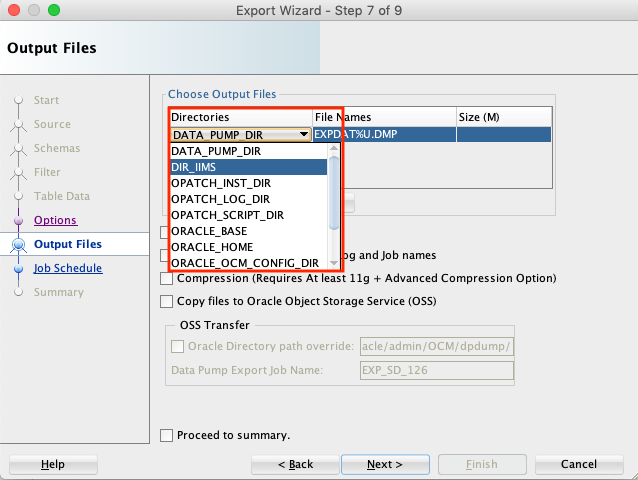 Export Wizard - Step 7 of 9
Output Files
Start
Source
Schemas
Filter
Table Data
Options
Output Files
Job Schedule
Summary
Choose Output Files
Directories File Names Size (M)
DATA_PUMP_DIR EXPDAT%U.DMP
DATA_PUMP_DIR
DIR_IIMS
OPATCH_INST_DIR
OPATCH_LOG_DIR
OPATCH_SCRIPT_DIR
ORACLE_BASE
ORACLE_HOME
ORACLE_OCM_CONFIG_DIR
and Job names
Compression (Requires At least 11g + Advanced Compression Option)
Copy files to Oracle Object Storage Service (OSS)
OSS Transfer
Oracle Directory path override: acle/admin/OCM/dpdump/
Data Pump Export Job Name: EXP_SD_126
Proceed to summary.
Help < Back Next > Finish Cancel